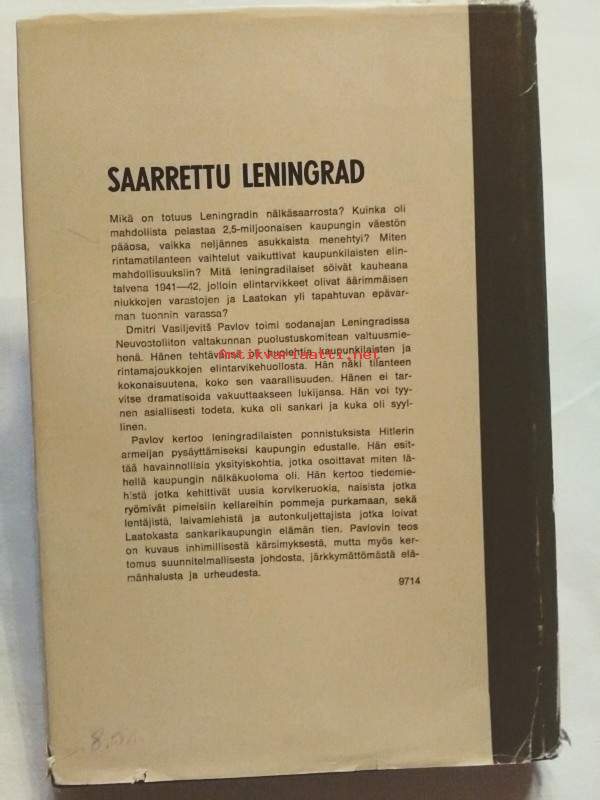 SAARRETTU LENINGRAD
Mikä on totuus Leningradin nälkäsaarrosta? Kuinka oli
mahdollista pelastaa 2,5-miljoonaisen kaupungin väestön
pääosa, vaikka neljännes asukkaista menehtyi? Miten
rintamatilanteen vaihtelut vaikuttivat kaupunkilaisten elin-
mahdollisuuksiin? Mitä leningradilaiset söivät kauheana
talvena 1941—42, jolloin elintarvikkeet olivat äärimmäisen
niukkojen varastojen ja Laatokan yli tapahtuvan epävar-
man tuonnin varassa?
Dmitri Vasiljevitš Pavlov toimi sodanajan Leningradissa
Neuvostoliiton valtakunnan puolustuskomitean valtuusmie-
henä. Hänen tehtävänsä oli huolehtia kaupunkilaisten ja
Antikvariaatti.net
rintamajoukkojen elintarvikehuollosta. Hän näki tilanteen
kokonaisuutena, koko sen vaarallisuuden. Hänen ei tar-
vitse dramatisoida vakuuttaakseen lukijansa. Hän voi tyy-
nen asiallisesti todeta, kuka oli sankari ja kuka oli syyl-
linen.
Pavlov kertoo leningradilaisten ponnistuksista Hitlerin
armeijan pysäyttämiseksi kaupungin edustalle. Hän esit-
tää havainnollisia yksityiskohtia, jotka osoittavat miten lä-
hellä kaupungin nälkäkuolema oli. Hän kertoo tiedemie-
histä jotka kehittivät uusia korvikeruokia, naisista jotka
ryömivät pimeisiin kellareihin pommeja purkamaan, sekä
lentäjistä, laivamiehistä ja autonkuljettajista jotka loivat
Laatokasta sankarikaupungin elämän tien. Pavlovin teos
on kuvaus inhimillisestä kärsimyksestä, mutta myös ker-
tomus suunnitelmallisesta johdosta, järkkymättömästä elä-
mänhalusta ja urheudesta.
9714